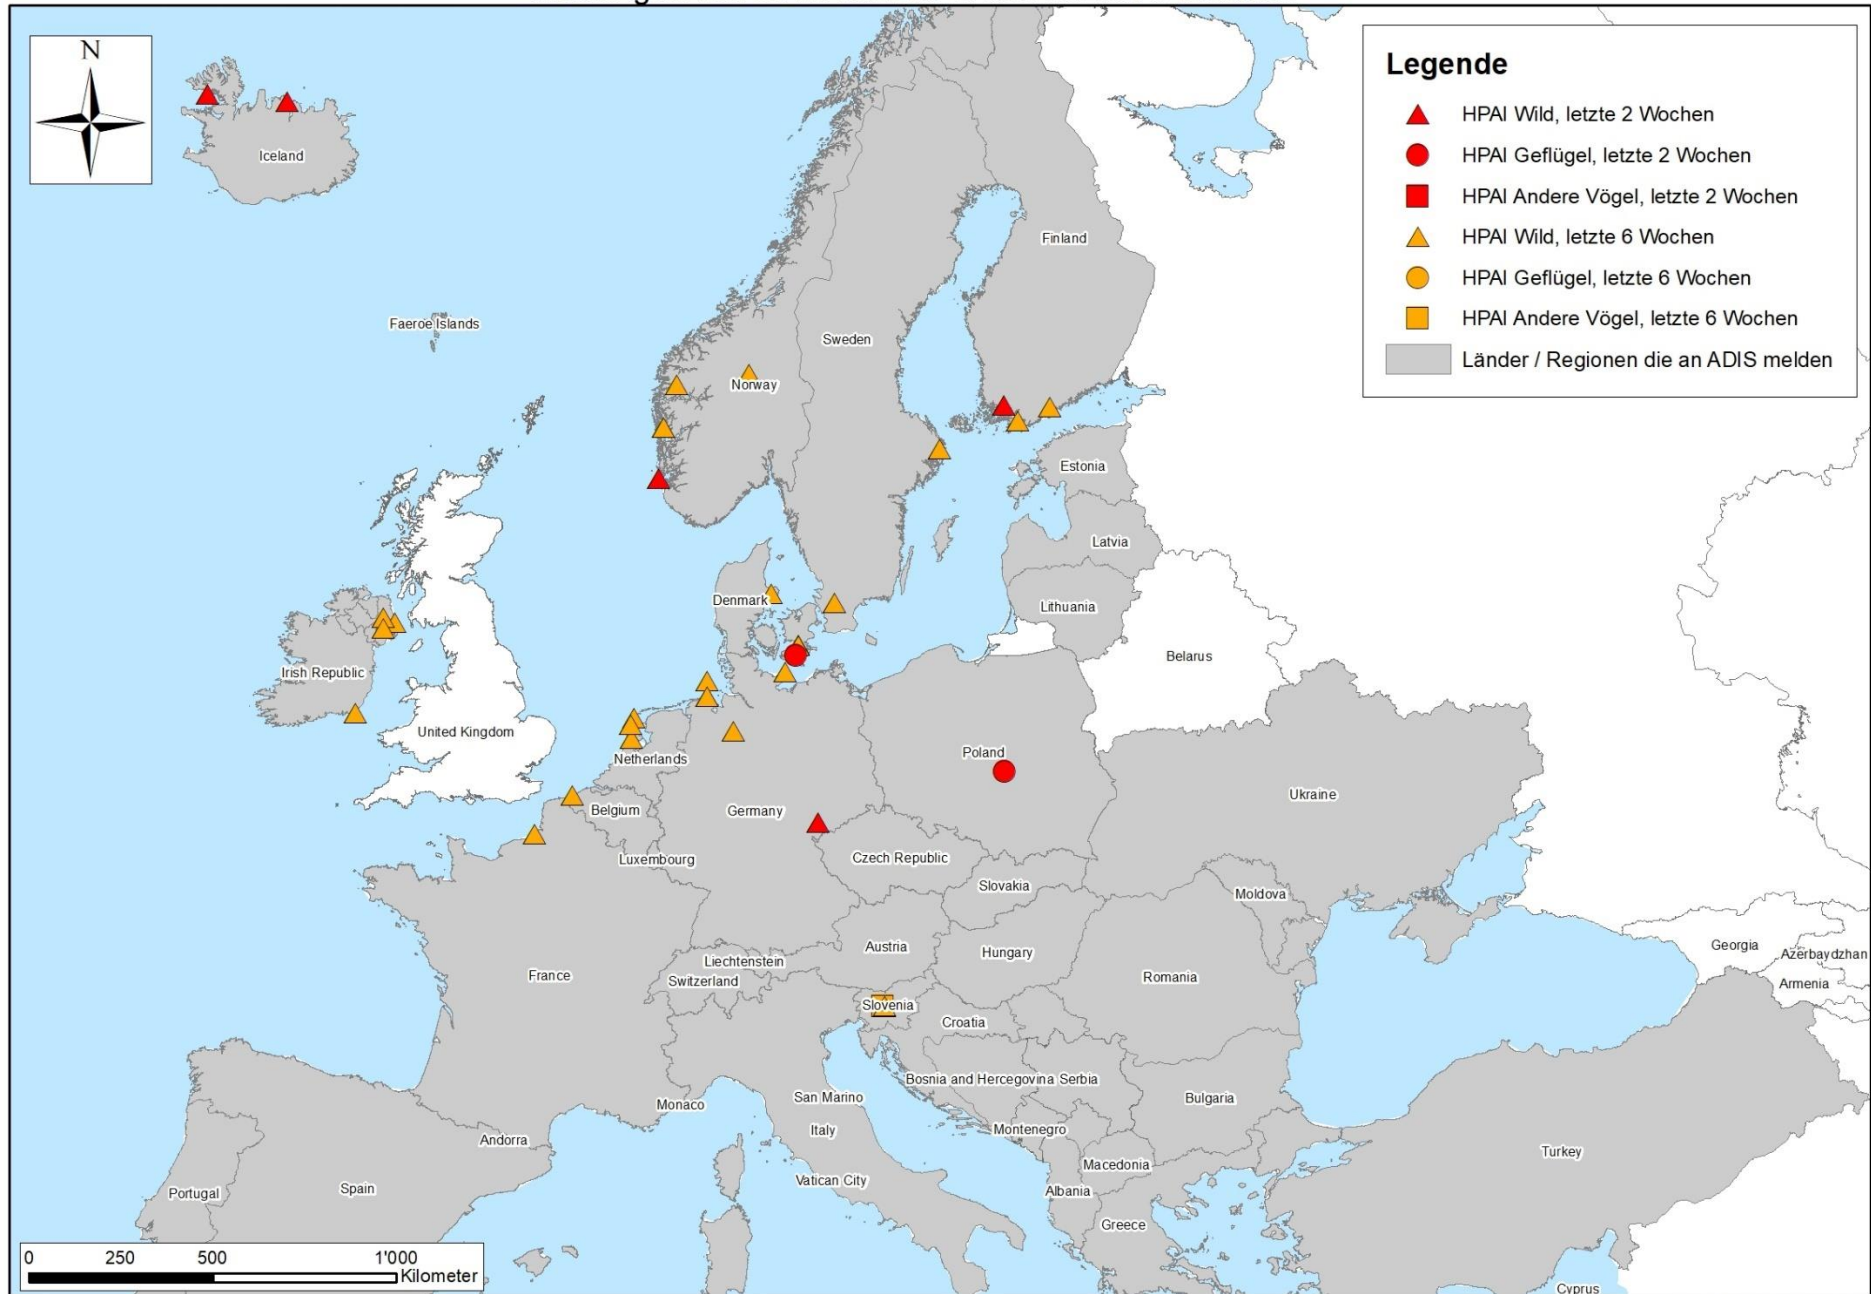 N
Legende
HPAI Wild, letzte 2 Wochen
HPAI Geflügel, letzte 2 Wochen
HPAI Andere Vögel, letzte 2 Wochen
HPAI Wild, letzte 6 Wochen
HPAI Geflügel, letzte 6 Wochen
HPAI Andere Vögel, letzte 6 Wochen
Länder / Regionen die an ADIS melden
Iceland
Finland
Faeroe Islands
Sweden
Norway
Estonia
Latvia
Denmark
Lithuania
Belarus
Irish Republic
United Kingdom
Netherlands
Poland
Ukraine
Belgium
Germany
Luxembourg
Czech Republic
Slovakia
Moldova
Austria
Hungary
Georgia
Azerbaydzhan
Liechtenstein
Switzerland
France
Romania
Armenia
Slovenia
Croatia
Bosnia and Hercegovina
Serbia
San Marino
Bulgaria
Monaco
Italy
Montenegro
Andorra
Macedonia
Turkey
Vatican City
Portugal
Spain
Albania
Greece
Cyprus
0 250 500 1'000
Kilometer